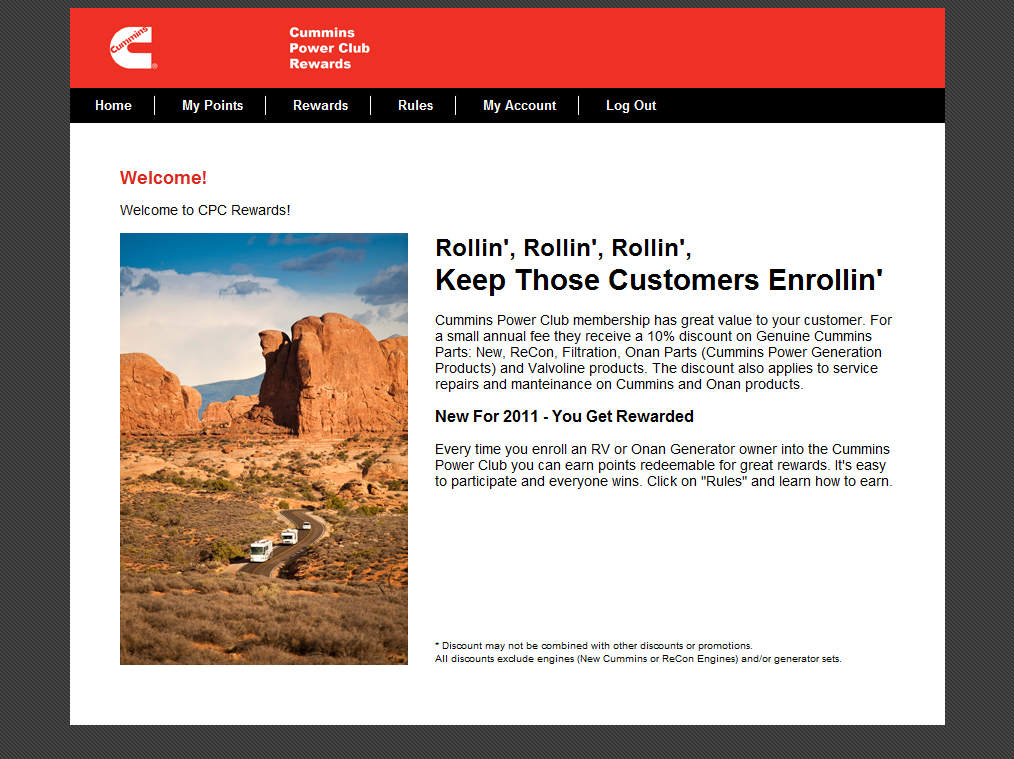 Cummins
®
Cummins
Power Club
Rewards
Home
My Points
Rewards
Rules
My Account
Log Out
Welcome!
Welcome to CPC Rewards!
Rollin', Rollin', Rollin',
Keep Those Customers Enrollin'
Cummins Power Club membership has great value to your customer. For
a small annual fee they receive a 10% discount on Genuine Cummins
Parts: New, ReCon, Filtration, Onan Parts (Cummins Power Generation
Products) and Valvoline products. The discount also applies to service
repairs and manteinance on Cummins and Onan products.
New For 2011 - You Get Rewarded
Every time you enroll an RV or Onan Generator owner into the Cummins
Power Club you can earn points redeemable for great rewards. It's easy
to participate and everyone wins. Click on "Rules" and learn how to earn.
* Discount may not be combined with other discounts or promotions.
All discounts exclude engines (New Cummins or ReCon Engines) and/or generator sets.